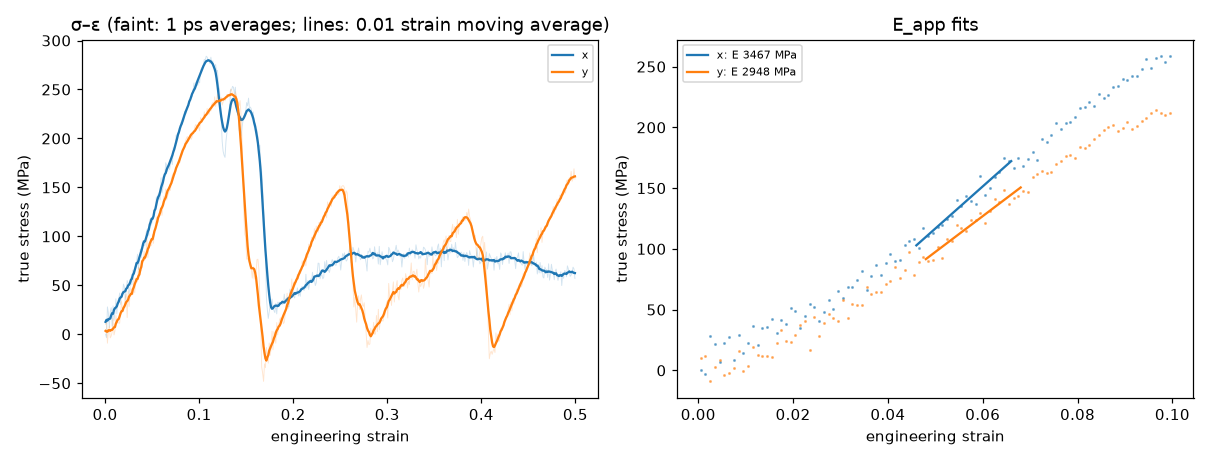 σ–ε (faint: 1 ps averages; lines: 0.01 strain moving average)
x
y
true stress (MPa)
300
250
200
150
100
50
0
−50
0.0
0.1
0.2
0.3
0.4
0.5
engineering strain
E_app fits
x: E 3467 MPa
y: E 2948 MPa
true stress (MPa)
250
200
150
100
50
0
0.00
0.02
0.04
0.06
0.08
0.10
engineering strain